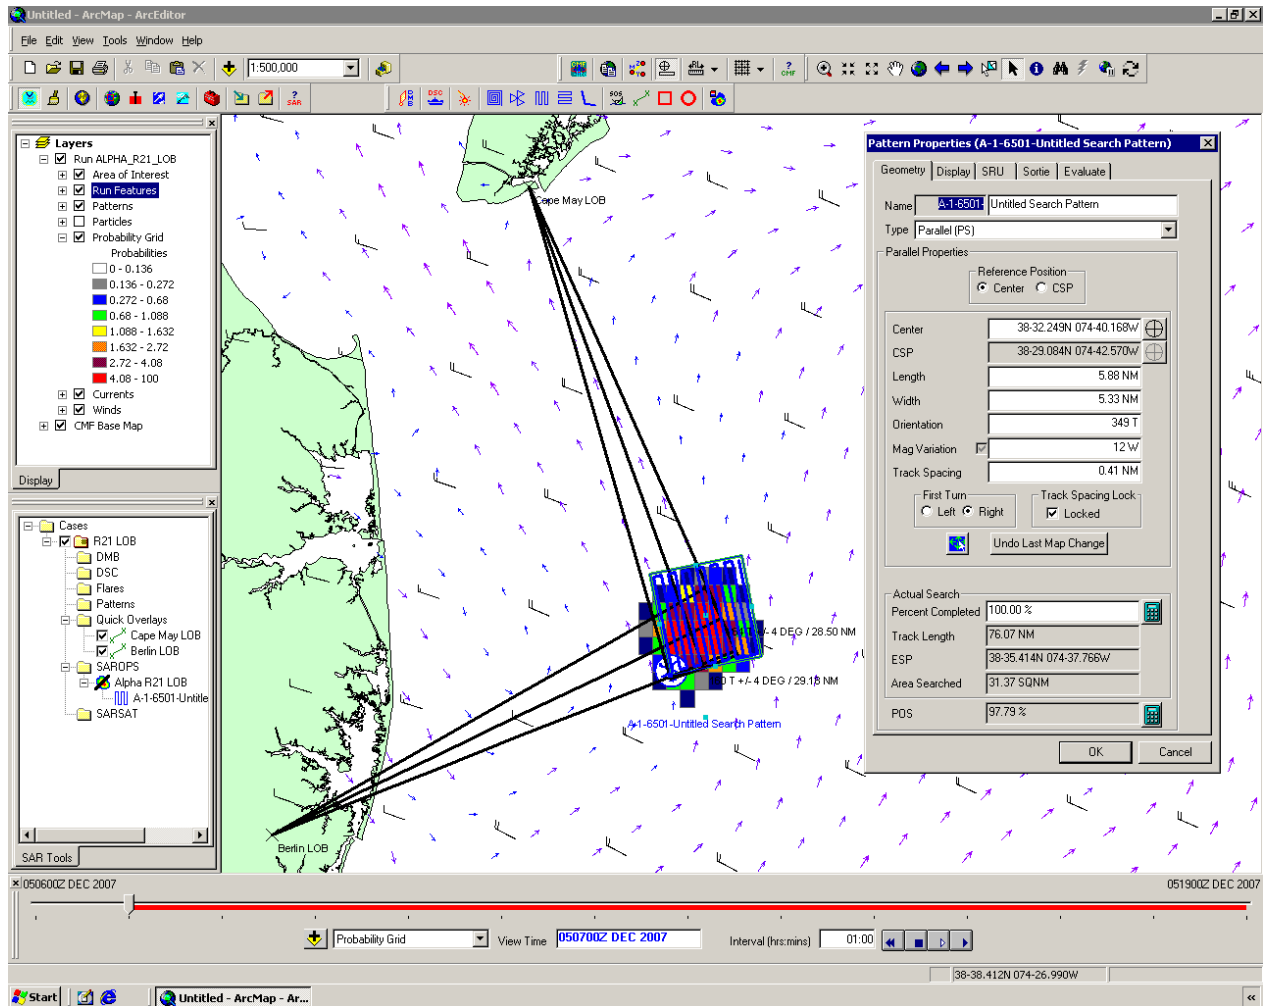 Untitled - ArcMap - ArcEditor
File Edit View Tools Window Help
1:500,000
Layers
Run ALPHA_R21_LOB
Area of Interest
Run Features
Patterns
Particles
Probability Grid
Probabilities
0 - 0.136
0.136 - 0.272
0.272 - 0.68
0.68 - 1.088
1.088 - 1.632
1.632 - 2.72
2.72 - 4.08
4.08 - 100
Currents
Winds
CMF Base Map
Display
Cases
R21 LOB
DMB
DSC
Flares
Patterns
Quick Overlays
Cape May LOB
Berlin LOB
SAROPS
Alpha R21 LOB
A-1-6501-Untitle
SARSAT
SAR Tools
Cape May LOB
/- 4 DEG / 28.50 NM
0 T +/- 4 DEG / 29.18 NM
A-1-6501-Untitled Search Pattern
Berlin LOB
Pattern Properties (A-1-6501-Untitled Search Pattern)
Geometry Display SRU Sortie Evaluate
Name A-1-6501- Untitled Search Pattern
Type Parallel (PS)
Parallel Properties
Reference Position
Center CSP
Center 38-32.249N 074-40.168W
CSP 38-29.084N 074-42.570W
Length 5.88 NM
Width 5.33 NM
Orientation 349 T
Mag Variation 12 W
Track Spacing 0.41 NM
First Turn Track Spacing Lock
Left Right Locked
Undo Last Map Change
Actual Search
Percent Completed 100.00 %
Track Length 76.07 NM
ESP 38-35.414N 074-37.766W
Area Searched 31.37 SQNM
POS 97.79 %
OK Cancel
050600Z DEC 2007 051900Z DEC 2007
Probability Grid View Time 050700Z DEC 2007 Interval (hrs:mins) 01:00
38-38.412N 074-26.990W
Start Untitled - ArcMap - Ar...